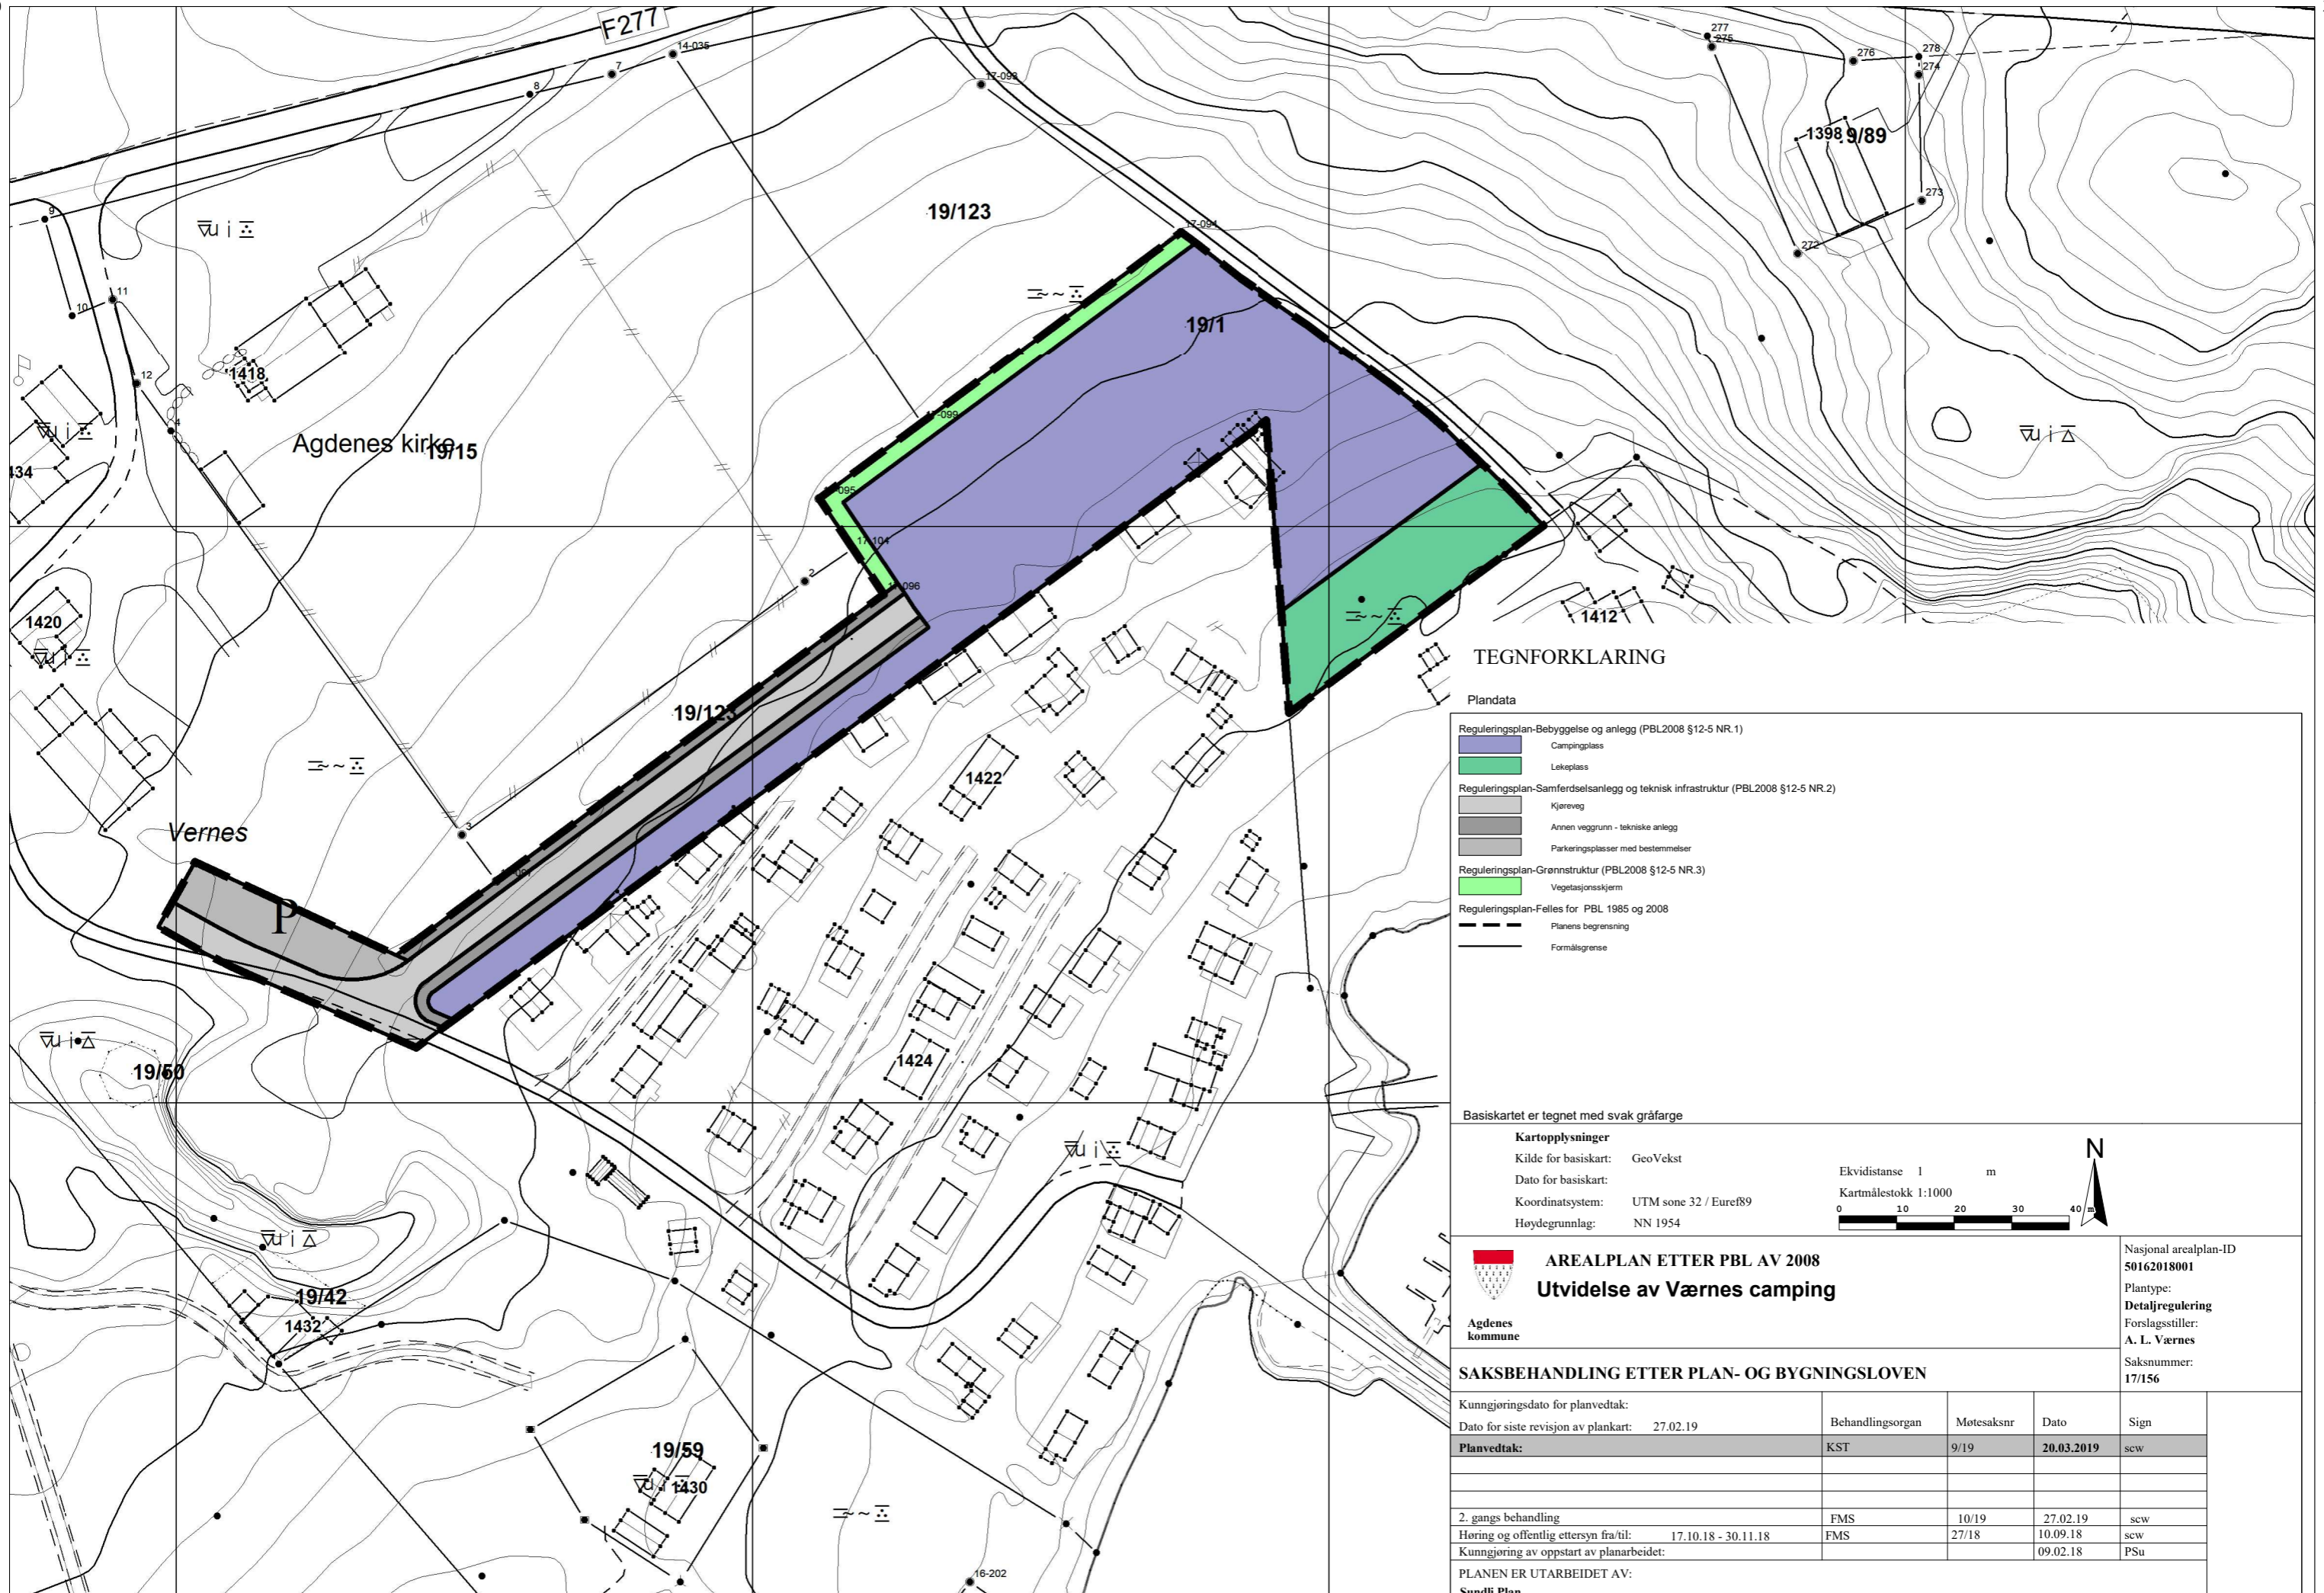 F277
14-035
7
8
17-093
277
275
276
278
274
1398
9/89
273
272
9
10
11
12
4
1418
19/123
17-094
19/1
17-099
Agdenes kirke
19/15
434
095
17-104
096
2
1420
1412
19/123
1422
3
Vernes
P
19/60
1424
19/42
1432
19/59
1430
16-202
TEGNFORKLARING
Plandata
Reguleringsplan-Bebyggelse og anlegg (PBL2008 §12-5 NR.1)
Campingplass
Lekeplass
Reguleringsplan-Samferdselsanlegg og teknisk infrastruktur (PBL2008 §12-5 NR.2)
Kjøreveg
Annen veggrunn - tekniske anlegg
Parkeringsplasser med bestemmelser
Reguleringsplan-Grønnstruktur (PBL2008 §12-5 NR.3)
Vegetasjonsskjerm
Reguleringsplan-Felles for PBL 1985 og 2008
Planens begrensning
Formålsgrense
Basiskartet er tegnet med svak gråfarge
Kartopplysninger
Kilde for basiskart: GeoVekst
Dato for basiskart:
Koordinatsystem: UTM sone 32 / Euref89
Høydegrunnlag: NN 1954
Ekvidistanse 1 m
Kartmålestokk 1:1000
0 10 20 30 40 m
N
AREALPLAN ETTER PBL AV 2008
Utvidelse av Værnes camping
Agdenes
kommune
Nasjonal arealplan-ID
50162018001
Plantype:
Detaljregulering
Forslagsstiller:
A. L. Værnes
Saksnummer:
17/156
SAKSBEHANDLING ETTER PLAN- OG BYGNINGSLOVEN
Kunngjøringsdato for planvedtak:
Dato for siste revisjon av plankart: 27.02.19 Behandlingsorgan Møtesaksnr Dato Sign
Planvedtak: KST 9/19 20.03.2019 scw
2. gangs behandling FMS 10/19 27.02.19 scw
Høring og offentlig ettersyn fra/til: 17.10.18 - 30.11.18 FMS 27/18 10.09.18 scw
Kunngjøring av oppstart av planarbeidet: 09.02.18 PSu
PLANEN ER UTARBEIDET AV:
Sundli Plan